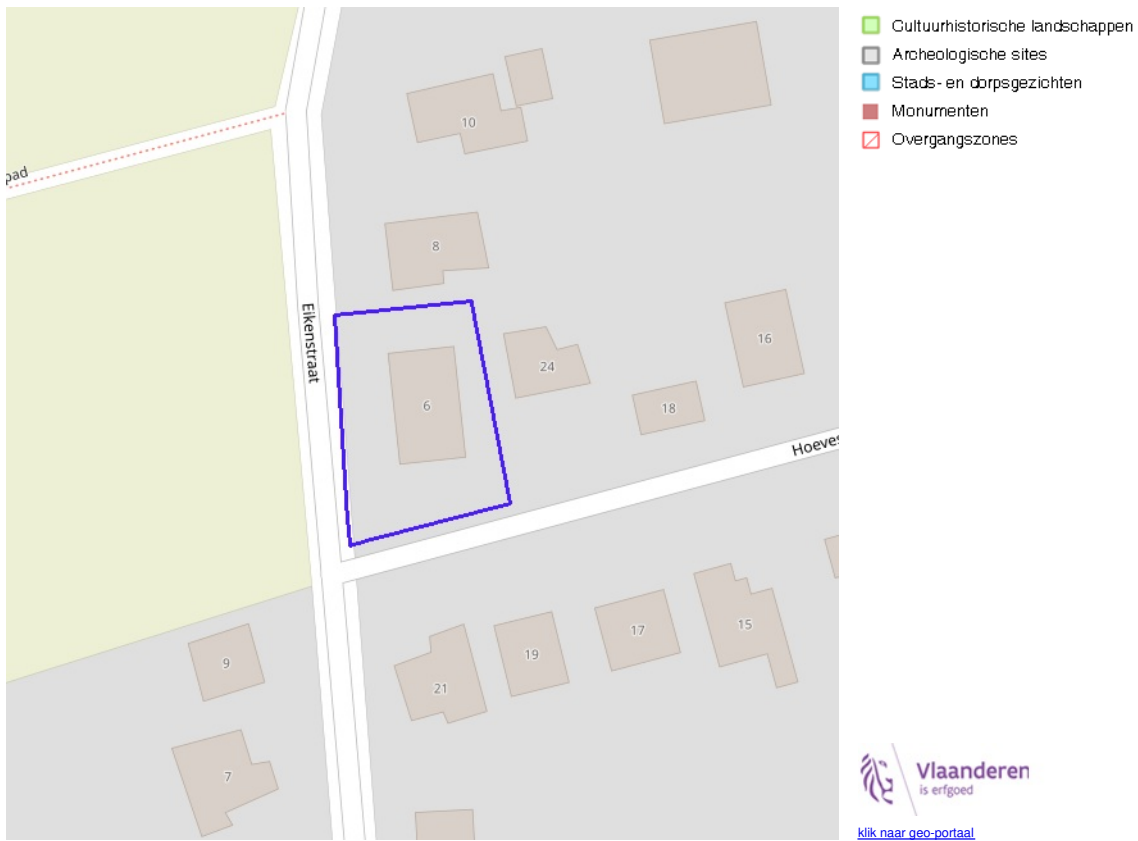 Cultuurhistorische landschappen
Archeologische sites
Stads- en dorpsgezichten
Monumenten
Overgangszones
10
pad
8
Eikenstraat
16
24
6
18
Hoeves
17
15
19
9
21
7
Vlaanderen
is erfgoed
klik naar geo-portaal